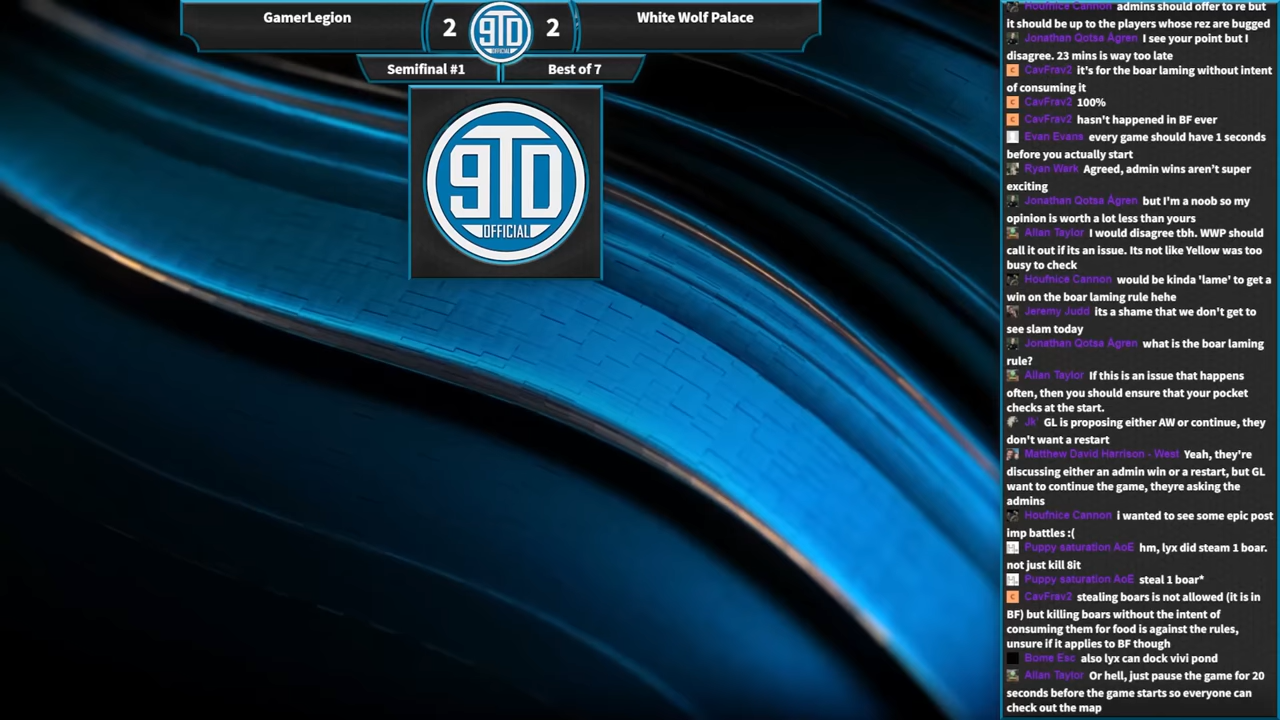 GamerLegion
2
9TD
OFFICIAL
2
White Wolf Palace
Semifinal #1
Best of 7
9TD
OFFICIAL
Houfnice Cannon admins should offer to re but
it should be up to the players whose rez are bugged
Jonathan Qotsa Ågren I see your point but I
disagree. 23 mins is way too late
CavFrav2 it's for the boar laming without intent
of consuming it
CavFrav2 100%
CavFrav2 hasn't happened in BF ever
Evan Evans every game should have 1 seconds
before you actually start
Ryan Wark Agreed, admin wins aren't super
exciting
Jonathan Qotsa Ågren but I'm a noob so my
opinion is worth a lot less than yours
Allan Taylor I would disagree tbh. WWP should
call it out if its an issue. Its not like Yellow was too
busy to check
Houfnice Cannon would be kinda 'lame' to get a
win on the boar laming rule hehe
Jeremy Judd its a shame that we don't get to
see slam today
Jonathan Qotsa Ågren what is the boar laming
rule?
Allan Taylor If this is an issue that happens
often, then you should ensure that your pocket
checks at the start.
Jk' GL is proposing either AW or continue, they
don't want a restart
Matthew David Harrison - West Yeah, they're
discussing either an admin win or a restart, but GL
want to continue the game, theyre asking the
admins
Houfnice Cannon i wanted to see some epic post
imp battles :(
Puppy saturation AoE hm, lyx did steam 1 boar.
not just kill 8it
Puppy saturation AoE steal 1 boar*
CavFrav2 stealing boars is not allowed (it is in
BF) but killing boars without the intent of
consuming them for food is against the rules,
unsure if it applies to BF though
Bome Esc also lyx can dock vivi pond
Allan Taylor Or hell, just pause the game for 20
seconds before the game starts so everyone can
check out the map